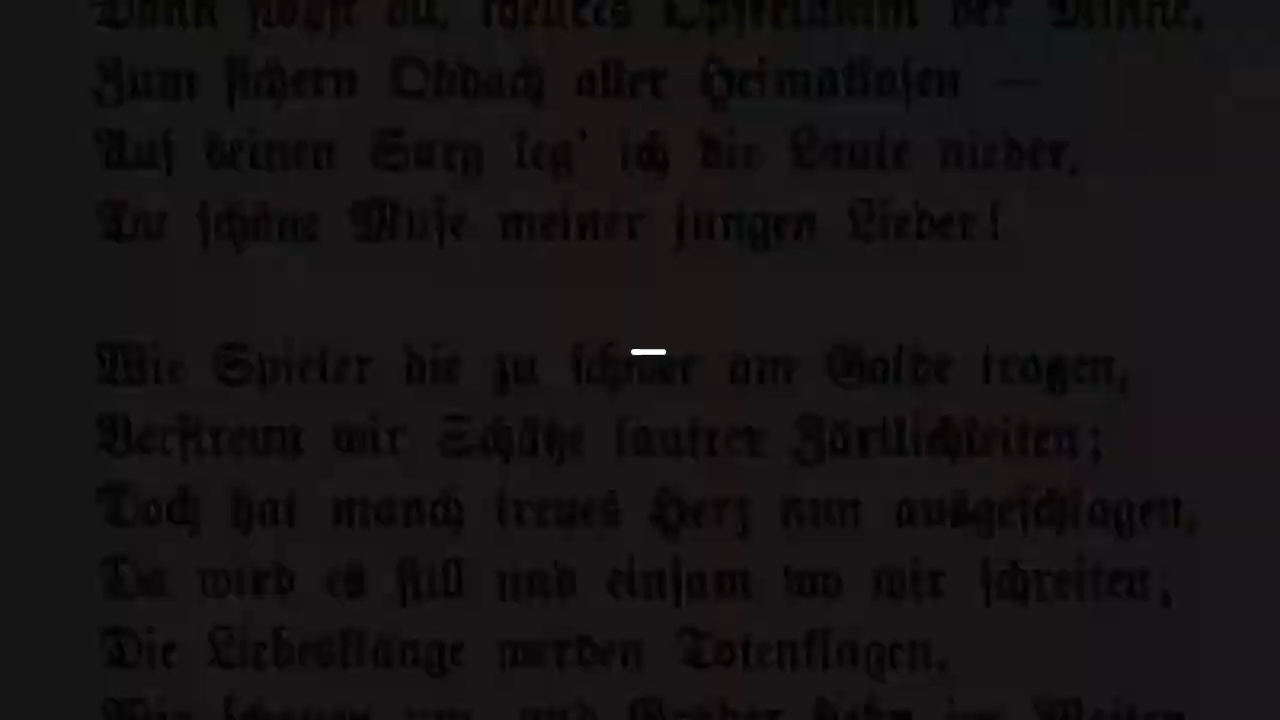 Zum sichern Obdach aller Heimatlosen —
Auf deinen Sarg leg' ich die Laute nieder,
Du schöne Muse meiner jungen Lieder!
Wie Spieler die zu schwer am Golde tragen,
Verstreun wir Schätze lautrer Zärtlichkeiten;
Doch hat manch treues Herz nun ausgeschlagen,
Da wird es still und einsam wo wir schreiten;
Die Liebesklänge werden Totenklagen,